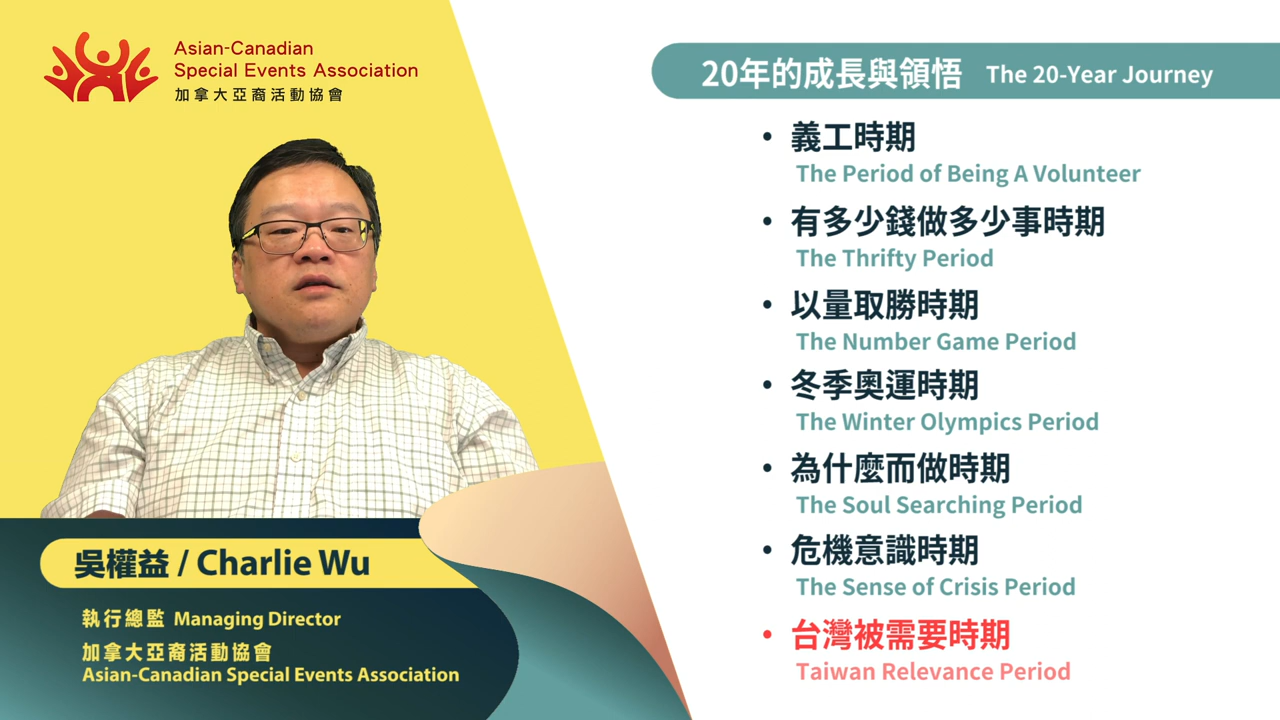 Asian-Canadian
Special Events Association
加拿大亞裔活動協會
吳權益 / Charlie Wu
執行總監 Managing Director
加拿大亞裔活動協會
Asian-Canadian Special Events Association
20年的成長與領悟 The 20-Year Journey
• 義工時期
The Period of Being A Volunteer
• 有多少錢做多少事時期
The Thrifty Period
• 以量取勝時期
The Number Game Period
• 冬季奧運時期
The Winter Olympics Period
• 為什麼而做時期
The Soul Searching Period
• 危機意識時期
The Sense of Crisis Period
• 台灣被需要時期
Taiwan Relevance Period